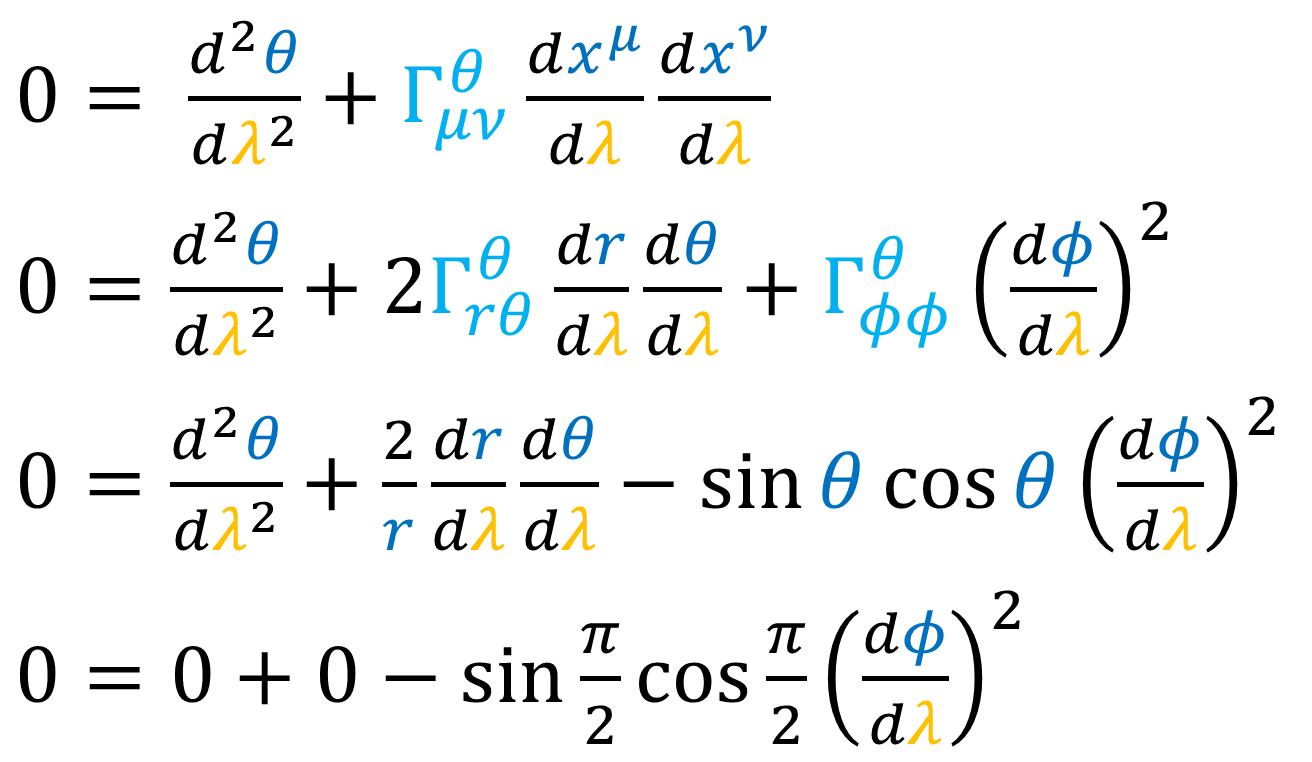 0 = d²θ/dλ² + Γ^θ_μν dx^μ/dλ dx^ν/dλ
0 = d²θ/dλ² + 2Γ^θ_rθ dr/dλ dθ/dλ + Γ^θ_ϕϕ (dϕ/dλ)²
0 = d²θ/dλ² + 2/r dr/dλ dθ/dλ − sin θ cos θ (dϕ/dλ)²
0 = 0 + 0 − sin π/2 cos π/2 (dϕ/dλ)²